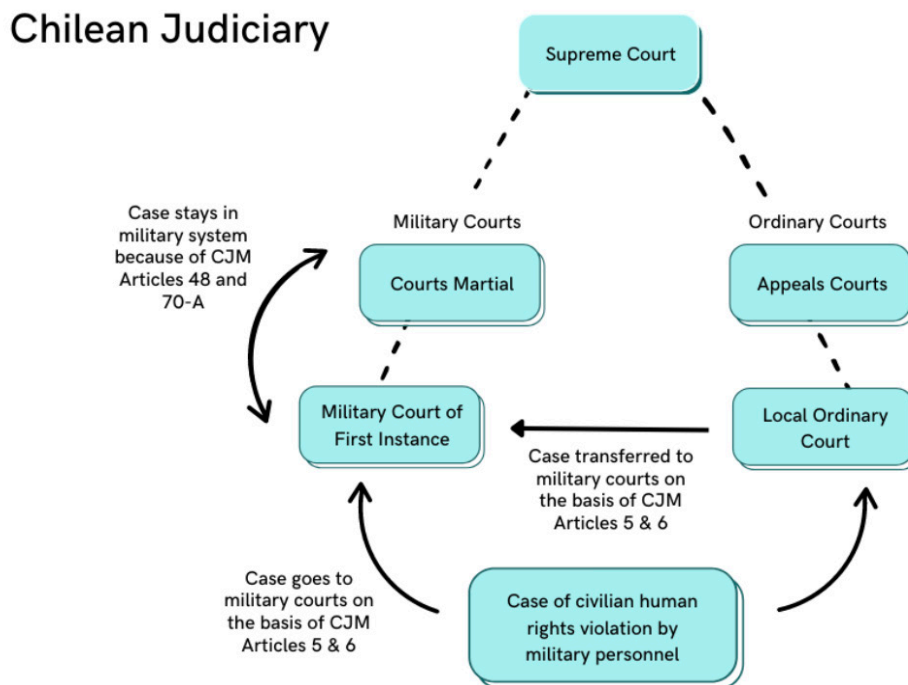 Chilean Judiciary
Supreme Court
Case stays in
military system
because of CJM
Articles 48 and
70-A
Military Courts
Courts Martial
Ordinary Courts
Appeals Courts
Military Court of
First Instance
Local Ordinary
Court
Case transferred to
military courts on
the basis of CJM
Articles 5 & 6
Case goes to
military courts on
the basis of CJM
Articles 5 & 6
Case of civilian human
rights violation by
military personnel